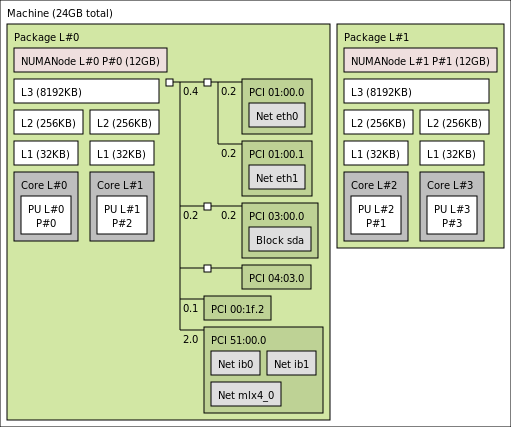 Machine (24GB total)
Package L#0
NUMANode L#0 P#0 (12GB)
L3 (8192KB)
L2 (256KB)
L2 (256KB)
L1 (32KB)
L1 (32KB)
Core L#0
PU L#0
P#0
Core L#1
PU L#1
P#2
0.4
0.2
PCI 01:00.0
Net eth0
0.2
PCI 01:00.1
Net eth1
0.2
0.2
PCI 03:00.0
Block sda
PCI 04:03.0
0.1
PCI 00:1f.2
2.0
PCI 51:00.0
Net ib0
Net ib1
Net mlx4_0
Package L#1
NUMANode L#1 P#1 (12GB)
L3 (8192KB)
L2 (256KB)
L2 (256KB)
L1 (32KB)
L1 (32KB)
Core L#2
PU L#2
P#1
Core L#3
PU L#3
P#3